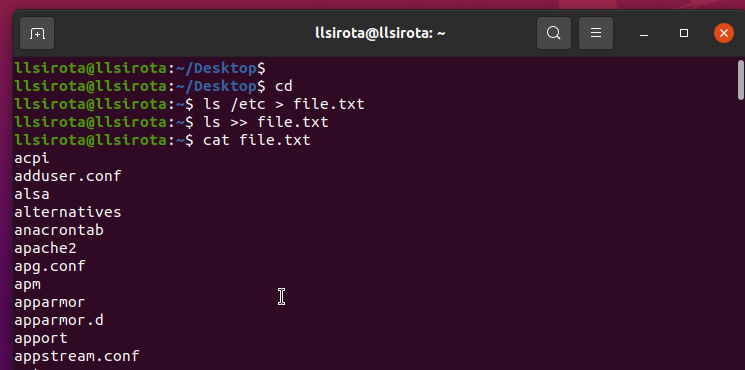 llsirota@llsirota: ~
llsirota@llsirota:~/Desktop$
llsirota@llsirota:~/Desktop$ cd
llsirota@llsirota:~$ ls /etc > file.txt
llsirota@llsirota:~$ ls >> file.txt
llsirota@llsirota:~$ cat file.txt
acpi
adduser.conf
alsa
alternatives
anacrontab
apache2
apg.conf
apm
apparmor
apparmor.d
apport
appstream.conf